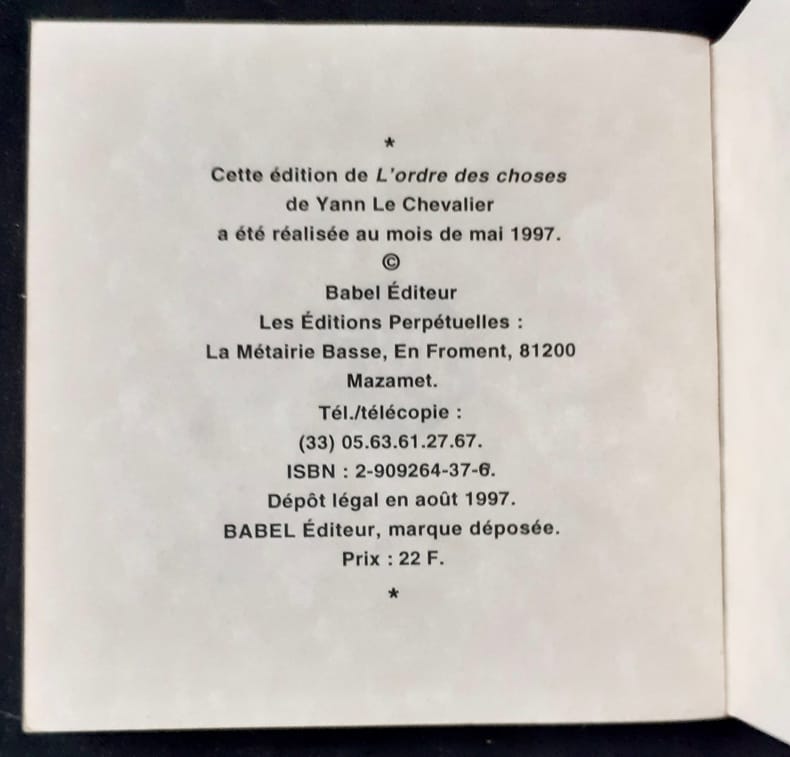 *
Cette édition de L'ordre des choses
de Yann Le Chevalier
a été réalisée au mois de mai 1997.
©
Babel Éditeur
Les Éditions Perpétuelles :
La Métairie Basse, En Froment, 81200
Mazamet.
Tél./télécopie :
(33) 05.63.61.27.67.
ISBN : 2-909264-37-6.
Dépôt légal en août 1997.
BABEL Éditeur, marque déposée.
Prix : 22 F.
*